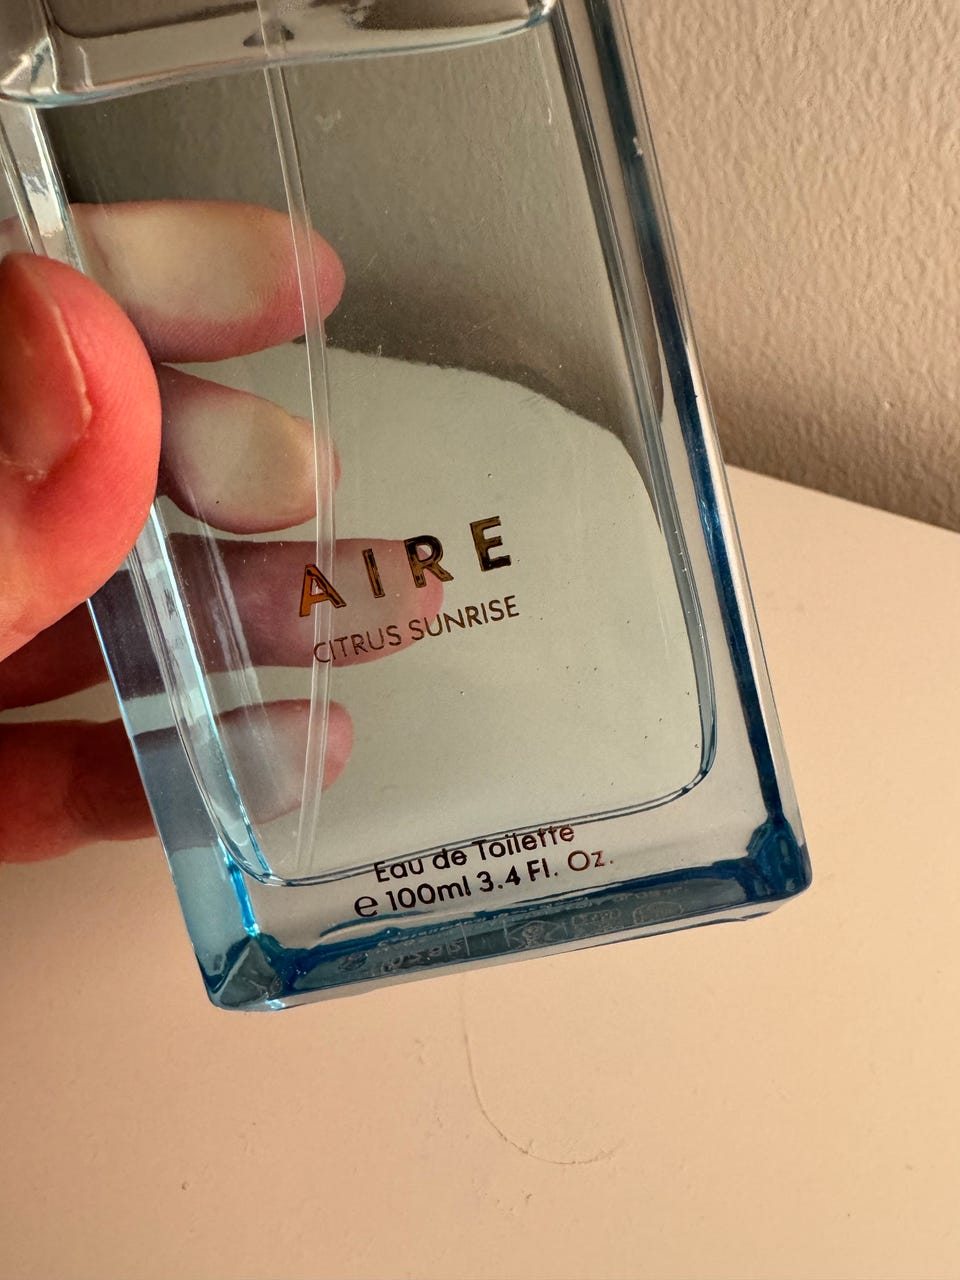 AIRE
CITRUS SUNRISE
Eau de Toilette
℮ 100ml 3.4 Fl. Oz.